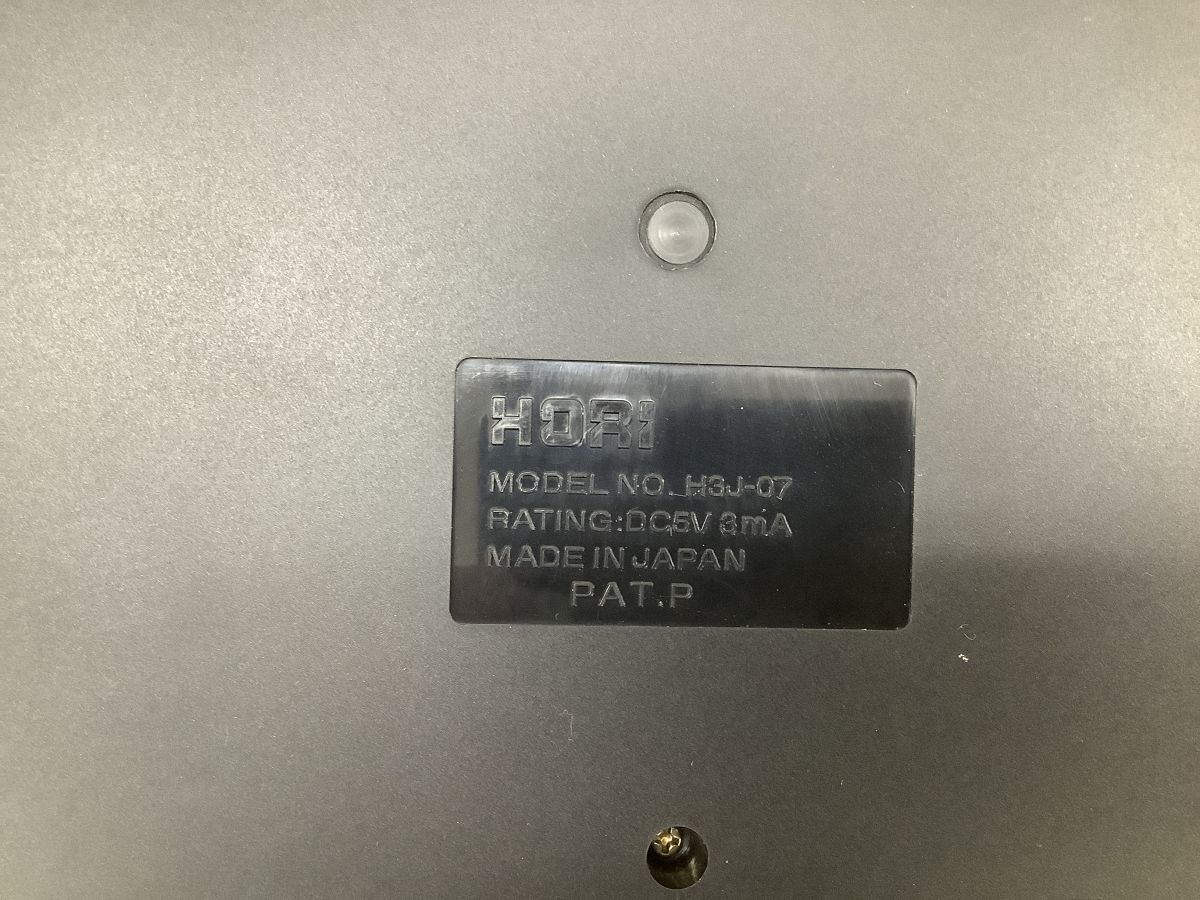 HORI
MODEL NO. H3J-07
RATING:DC5V 3mA
MADE IN JAPAN
PAT.P